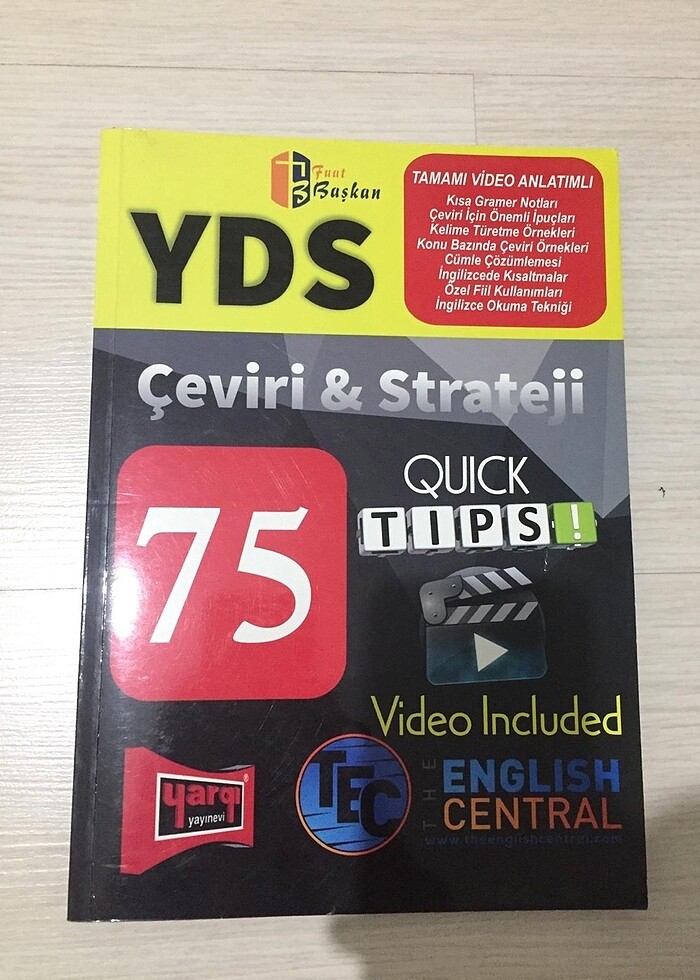 Fuat
Başkan
YDS
TAMAMI VİDEO ANLATIMLI
Kısa Gramer Notları
Çeviri İçin Önemli İpuçları
Kelime Türetme Örnekleri
Konu Bazında Çeviri Örnekleri
Cümle Çözümlemesi
İngilizcede Kısaltmalar
Özel Fiil Kullanımları
İngilizce Okuma Tekniği
Çeviri & Strateji
75
QUICK
TIPS!
Video Included
yargı®
yayınevi
TEC
THE
ENGLISH
CENTRAL
www.theenglishcentral.com